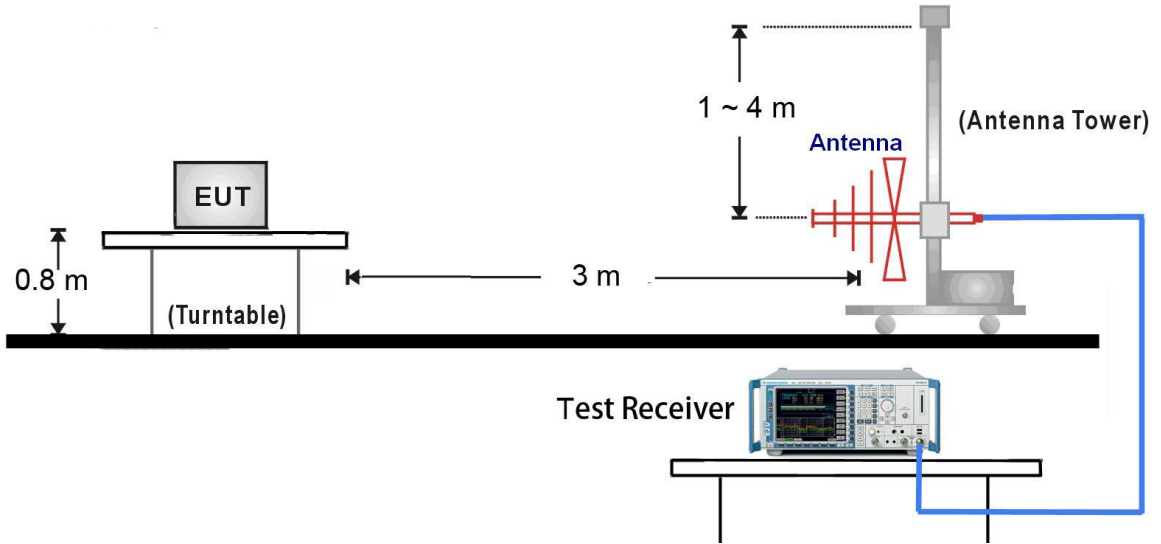 1 ~ 4 m
(Antenna Tower)
Antenna
EUT
0.8 m
3 m
(Turntable)
Test Receiver